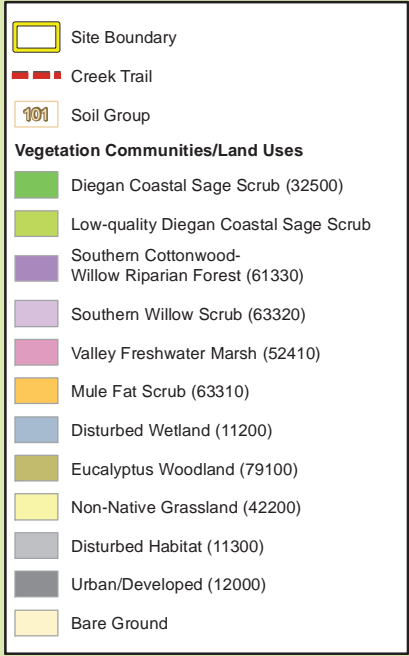 Site Boundary
Creek Trail
101 Soil Group
Vegetation Communities/Land Uses
Diegan Coastal Sage Scrub (32500)
Low-quality Diegan Coastal Sage Scrub
Southern Cottonwood-
Willow Riparian Forest (61330)
Southern Willow Scrub (63320)
Valley Freshwater Marsh (52410)
Mule Fat Scrub (63310)
Disturbed Wetland (11200)
Eucalyptus Woodland (79100)
Non-Native Grassland (42200)
Disturbed Habitat (11300)
Urban/Developed (12000)
Bare Ground